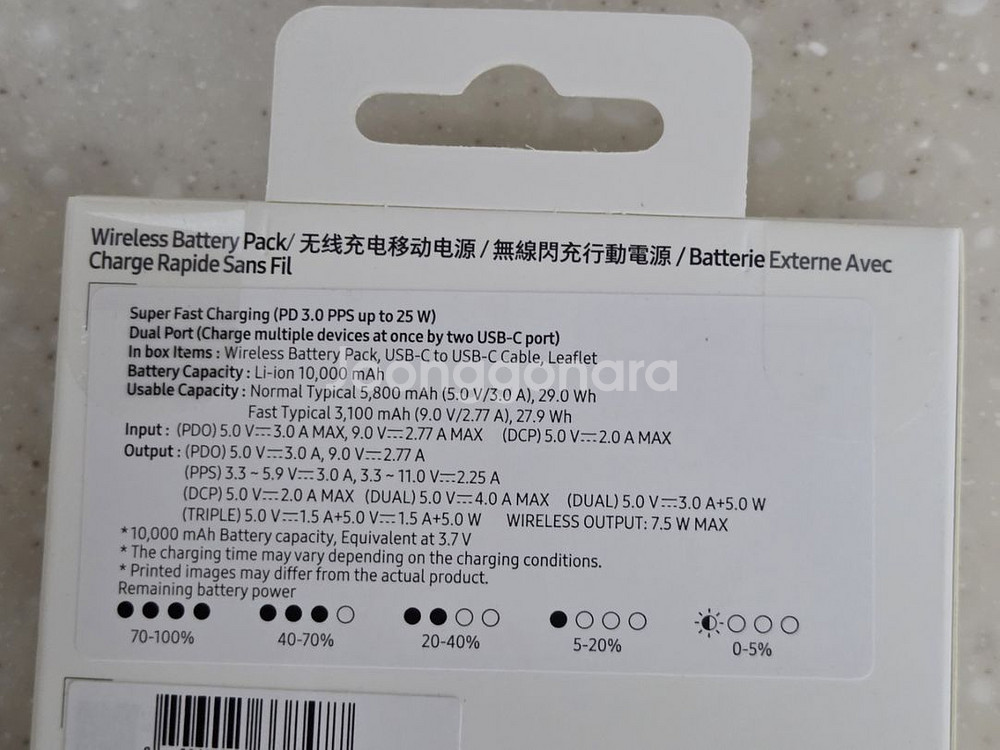 Wireless Battery Pack/ 无线充电移动电源 / 無線閃充行動電源 / Batterie Externe Avec
Charge Rapide Sans Fil
Super Fast Charging (PD 3.0 PPS up to 25 W)
Dual Port (Charge multiple devices at once by two USB-C port)
In box Items : Wireless Battery Pack, USB-C to USB-C Cable, Leaflet
Battery Capacity : Li-ion 10,000 mAh
Joonggonara
Usable Capacity : Normal Typical 5,800 mAh (5.0 V/3.0 A), 29.0 Wh
Fast Typical 3,100 mAh (9.0 V/2.77 A), 27.9 Wh
Input : (PDO) 5.0 V⎓3.0 A MAX, 9.0 V⎓2.77 A MAX (DCP) 5.0 V⎓2.0 A MAX
Output : (PDO) 5.0 V⎓3.0 A, 9.0 V⎓2.77 A
(PPS) 3.3 ~ 5.9 V⎓3.0 A, 3.3 ~ 11.0 V⎓2.25 A
(DCP) 5.0 V⎓2.0 A MAX (DUAL) 5.0 V⎓4.0 A MAX (DUAL) 5.0 V⎓3.0 A+5.0 W
(TRIPLE) 5.0 V⎓1.5 A+5.0 V⎓1.5 A+5.0 W WIRELESS OUTPUT: 7.5 W MAX
* 10,000 mAh Battery capacity, Equivalent at 3.7 V
* The charging time may vary depending on the charging conditions.
* Printed images may differ from the actual product.
Remaining battery power
70-100% 40-70% 20-40% 5-20% 0-5%